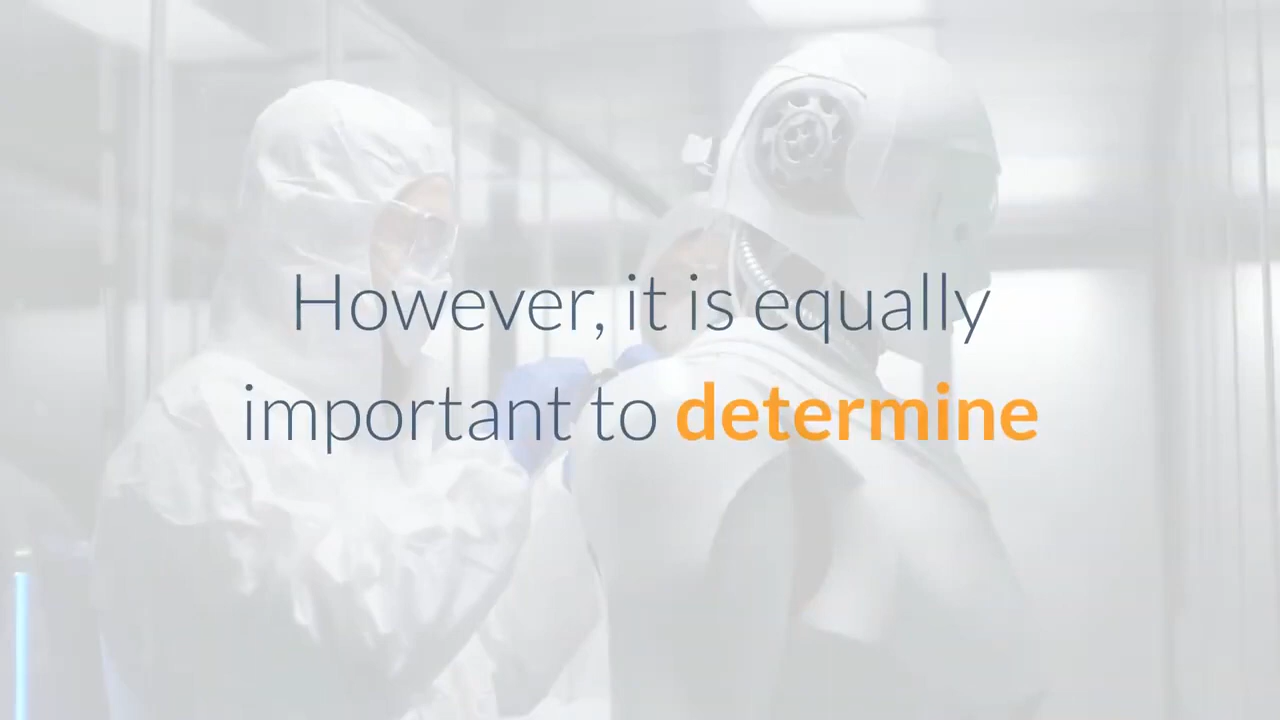 However, it is equally
important to determine